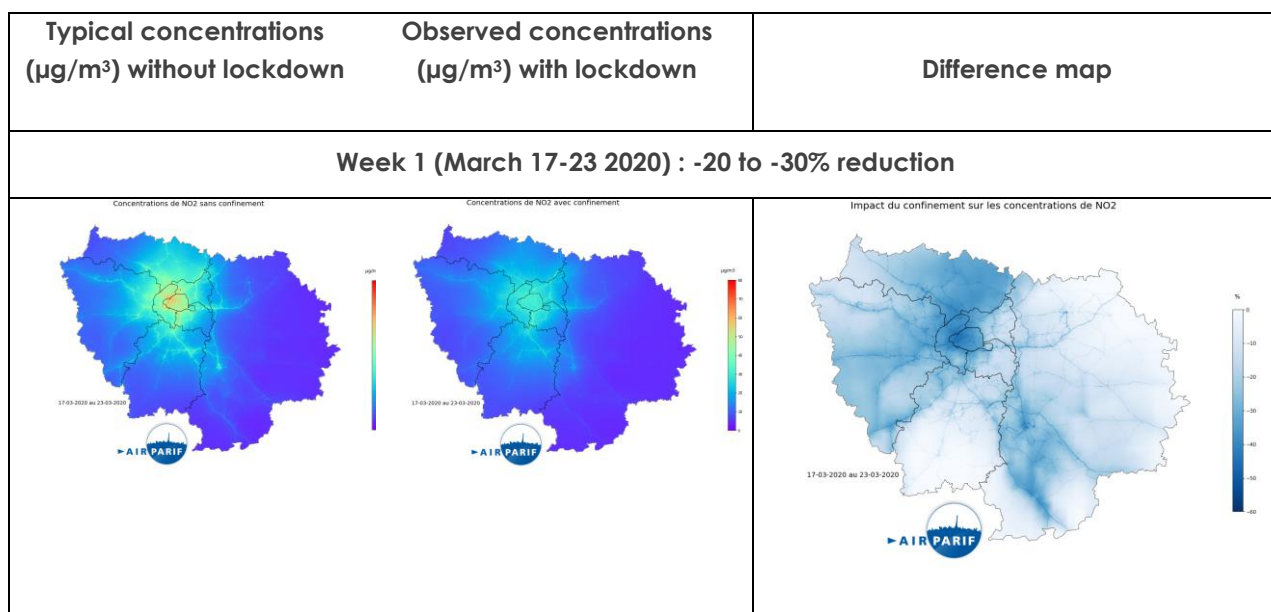 Typical concentrations
(µg/m³) without lockdown
Observed concentrations
(µg/m³) with lockdown
Difference map
Week 1 (March 17-23 2020) : -20 to -30% reduction
Concentrations de NO2 sans confinement
µg/m
17-03-2020 au 23-03-2020
AIRPARIF
Concentrations de NO2 avec confinement
µg/m3
17-03-2020 au 23-03-2020
AIRPARIF
Impact du confinement sur les concentrations de NO2
%
0
-10
-20
-30
-40
-50
-60
17-03-2020 au 23-03-2020
AIRPARIF